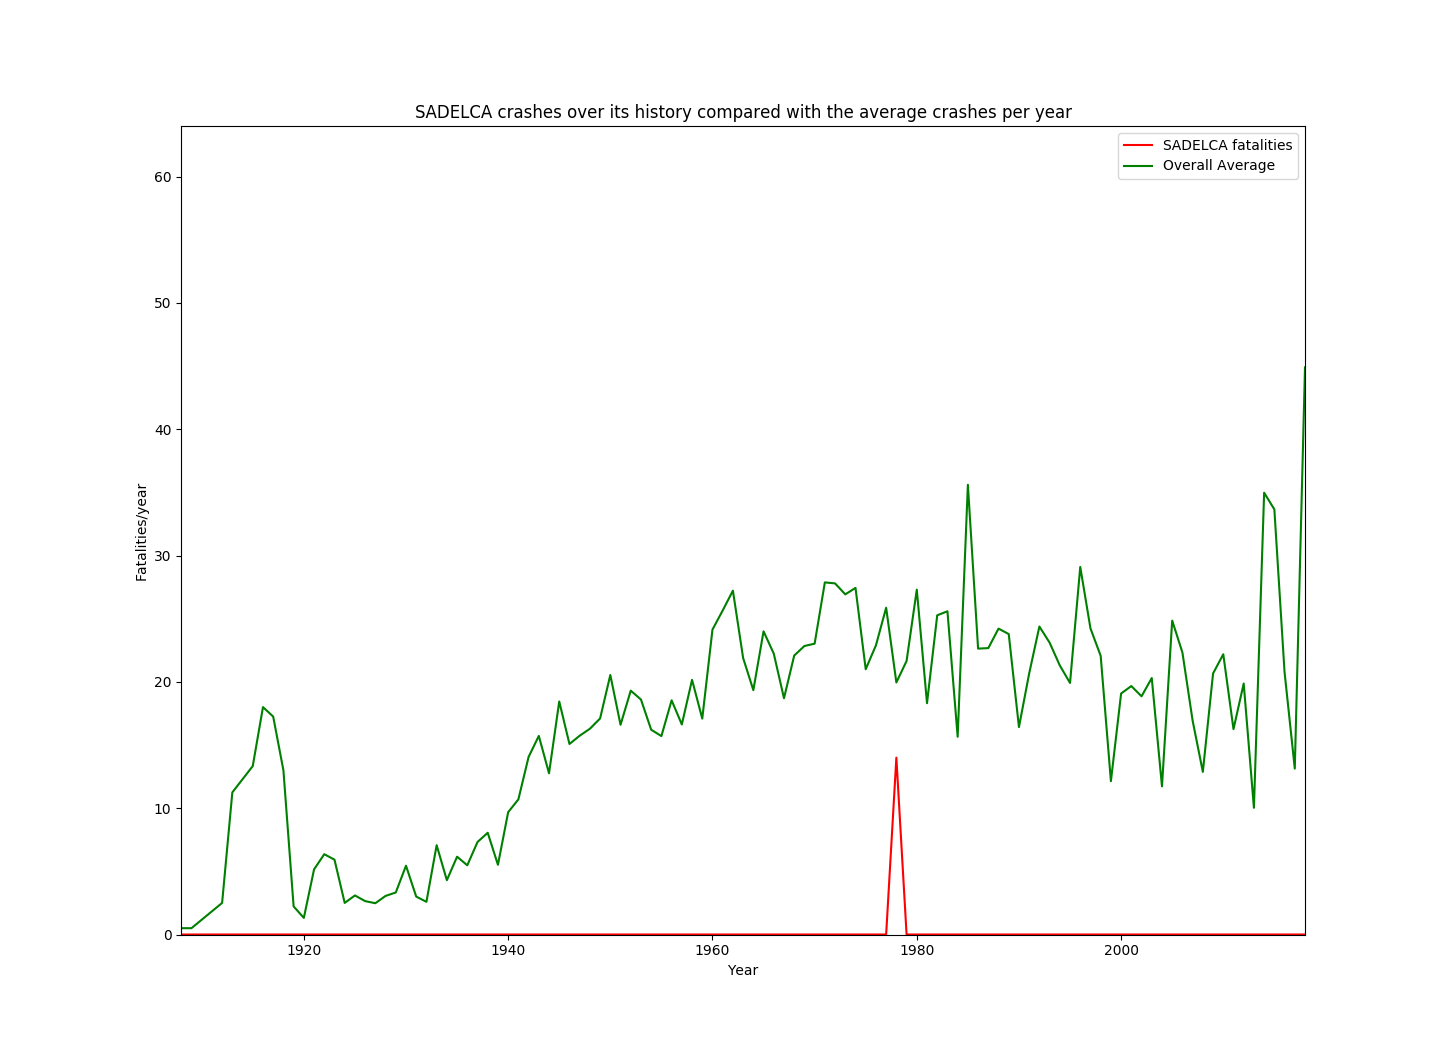 SADELCA crashes over its history compared with the average crashes per year
SADELCA fatalities
Overall Average
60
50
40
30
20
10
0
Fatalities/year
1920 1940 1960 1980 2000
Year